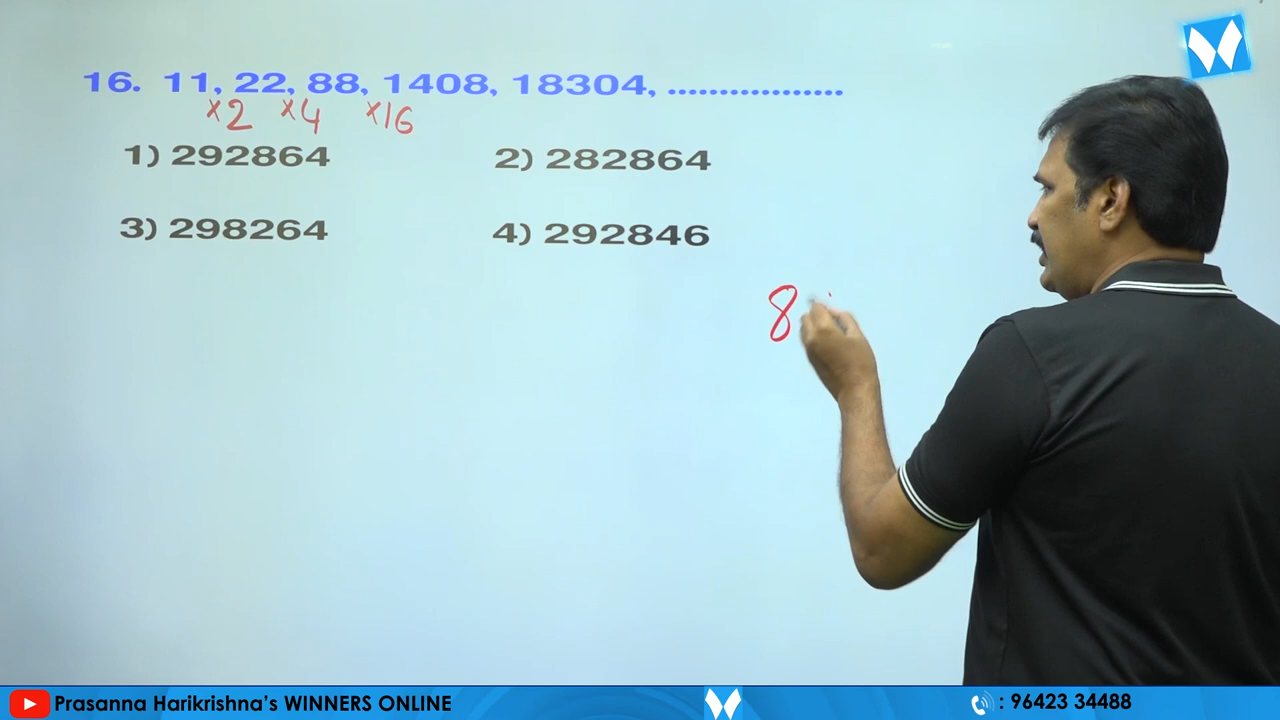 16. 11, 22, 88, 1408, 18304, .................
×2 ×4 ×16
1) 292864 2) 282864
3) 298264 4) 292846
8
Prasanna Harikrishna's WINNERS ONLINE : 96423 34488